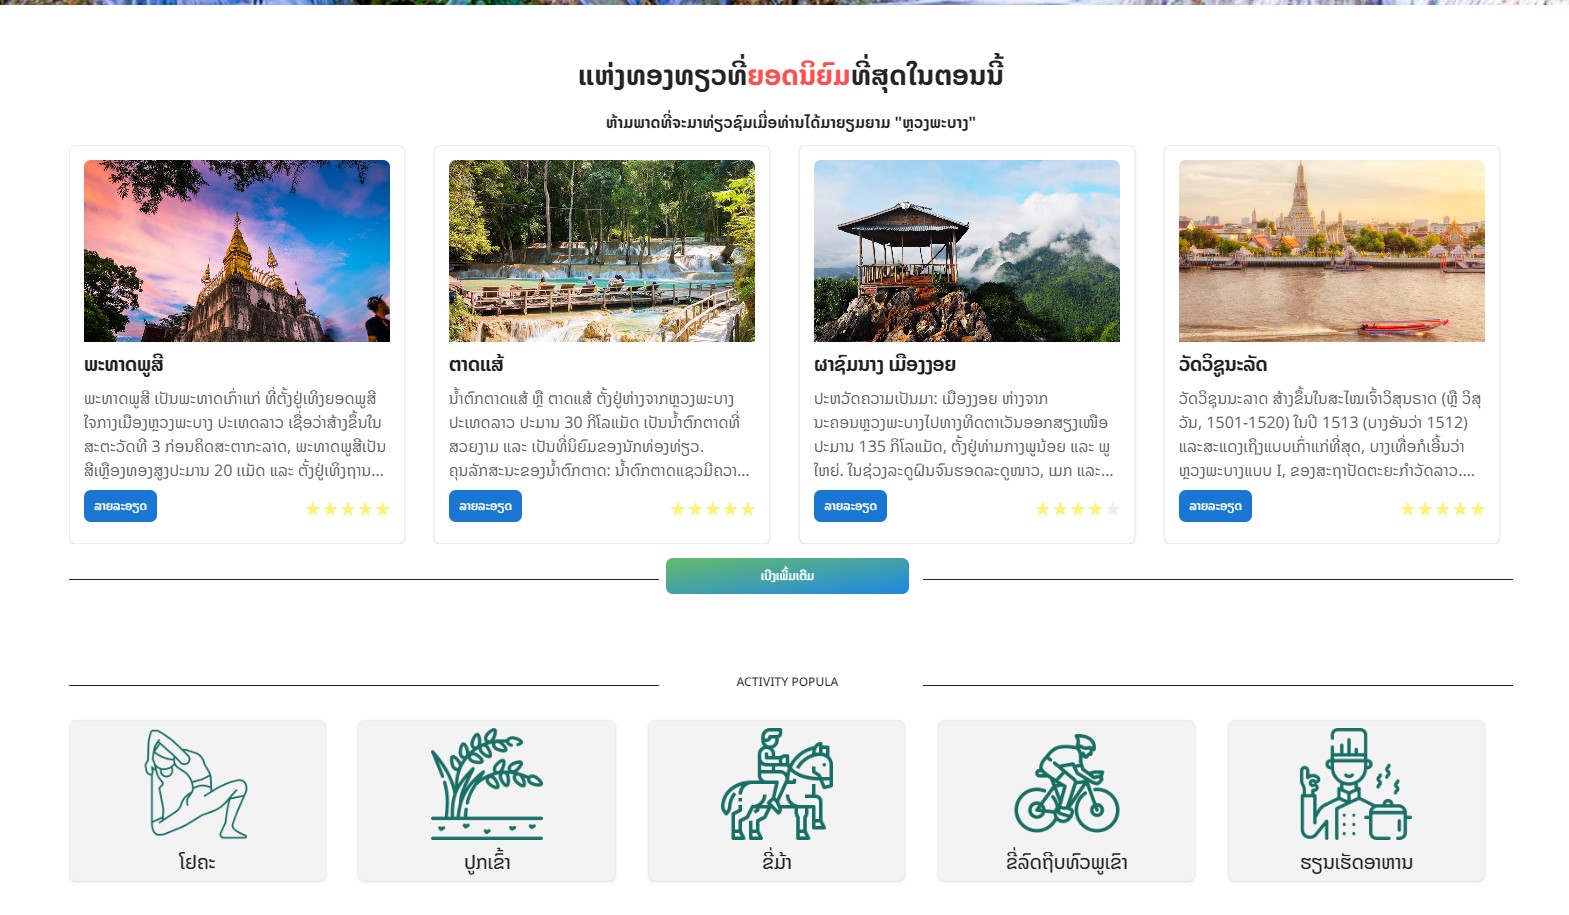 ແຫ່ງທອງທຽວທີ່ຍອດນິຍົມທີ່ສຸດໃນຕອນນີ້
ຫ້າມພາດທີ່ຈະມາທ່ຽວຊົມເມື່ອທ່ານໄດ້ມາຍຽມຍາມ "ຫຼວງພະບາງ"
ພະທາດພູສີ
ພະທາດພູສີ ເປັນພະທາດເກົ່າແກ່ ທີ່ຕັ້ງຢູ່ເທິງຍອດພູສີ
ໃຈກາງເມືອງຫຼວງພະບາງ ປະເທດລາວ ເຊື່ອວ່າສ້າງຂຶ້ນໃນ
ສະຕະວັດທີ 3 ກ່ອນຄິດສະຕາກະລາດ, ພະທາດພູສີເປັນ
ສີເຫຼືອງທອງສູງປະມານ 20 ແມັດ ແລະ ຕັ້ງຢູ່ເທິງຖານ...
ລາຍລະອຽດ
ຕາດແສ້
ນ້ຳຕົກຕາດແສ້ ຫຼື ຕາດແສ້ ຕັ້ງຢູ່ຫ່າງຈາກຫຼວງພະບາງ
ປະເທດລາວ ປະມານ 30 ກິໂລແມັດ ເປັນນ້ຳຕົກຕາດທີ່
ສວຍງາມ ແລະ ເປັນທີ່ນິຍົມຂອງນັກທ່ອງທ່ຽວ.
ຄຸນລັກສະນະຂອງນ້ຳຕົກຕາດ: ນ້ຳຕົກຕາດແຊວມີຄວາ...
ລາຍລະອຽດ
ຜາຊົມນາງ ເມືອງງອຍ
ປະຫວັດຄວາມເປັນມາ: ເມືອງງອຍ ຫ່າງຈາກ
ນະຄອນຫຼວງພະບາງໄປທາງທິດຕາເວັນອອກສຽງເໜືອ
ປະມານ 135 ກິໂລແມັດ, ຕັ້ງຢູ່ທ່າມກາງພູນ້ອຍ ແລະ ພູ
ໃຫຍ່. ໃນຊ່ວງລະດູຝົນຈົນຮອດລະດູໜາວ, ເມກ ແລະ...
ລາຍລະອຽດ
ວັດວິຊູນະລັດ
ວັດວິຊຸນນະລາດ ສ້າງຂຶ້ນໃນສະໄໝເຈົ້າວິສຸນຣາດ (ຫຼື ວິສຸ
ວັນ, 1501-1520) ໃນປີ 1513 (ບາງອັນວ່າ 1512)
ແລະສະແດງເຖິງແບບເກົ່າແກ່ທີ່ສຸດ, ບາງເທື່ອກໍເອີ້ນວ່າ
ຫຼວງພະບາງແບບ I, ຂອງສະຖາປັດຕະຍະກຳວັດລາວ....
ລາຍລະອຽດ
ເບິງເພີ້ມເຕີມ
ACTIVITY POPULA
ໂຢຄະ
ປູກເຂົ້າ
ຂີ່ມ້າ
ຂີ່ລົດຖີບທົວພູເຂົາ
ຮຽນເຮັດອາຫານ